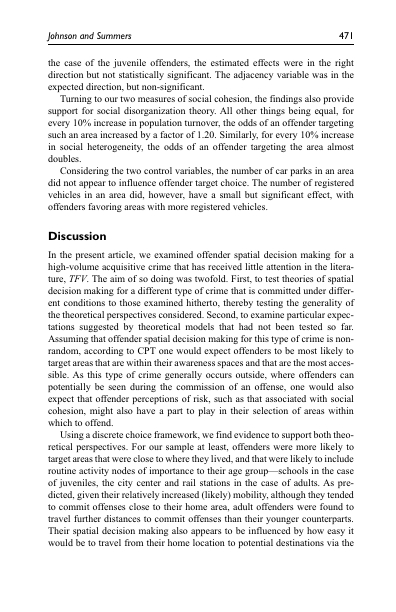 Johnson and Summers 471
the case of the juvenile offenders, the estimated effects were in the right
direction but not statistically significant. The adjacency variable was in the
expected direction, but non-significant.
Turning to our two measures of social cohesion, the findings also provide
support for social disorganization theory. All other things being equal, for
every 10% increase in population turnover, the odds of an offender targeting
such an area increased by a factor of 1.20. Similarly, for every 10% increase
in social heterogeneity, the odds of an offender targeting the area almost
doubles.
Considering the two control variables, the number of car parks in an area
did not appear to influence offender target choice. The number of registered
vehicles in an area did, however, have a small but significant effect, with
offenders favoring areas with more registered vehicles.
Discussion
In the present article, we examined offender spatial decision making for a
high-volume acquisitive crime that has received little attention in the litera-
ture, TFV. The aim of so doing was twofold. First, to test theories of spatial
decision making for a different type of crime that is committed under differ-
ent conditions to those examined hitherto, thereby testing the generality of
the theoretical perspectives considered. Second, to examine particular expec-
tations suggested by theoretical models that had not been tested so far.
Assuming that offender spatial decision making for this type of crime is non-
random, according to CPT one would expect offenders to be most likely to
target areas that are within their awareness spaces and that are the most acces-
sible. As this type of crime generally occurs outside, where offenders can
potentially be seen during the commission of an offense, one would also
expect that offender perceptions of risk, such as that associated with social
cohesion, might also have a part to play in their selection of areas within
which to offend.
Using a discrete choice framework, we find evidence to support both theo-
retical perspectives. For our sample at least, offenders were more likely to
target areas that were close to where they lived, and that were likely to include
routine activity nodes of importance to their age group—schools in the case
of juveniles, the city center and rail stations in the case of adults. As pre-
dicted, given their relatively increased (likely) mobility, although they tended
to commit offenses close to their home area, adult offenders were found to
travel further distances to commit offenses than their younger counterparts.
Their spatial decision making also appears to be influenced by how easy it
would be to travel from their home location to potential destinations via the